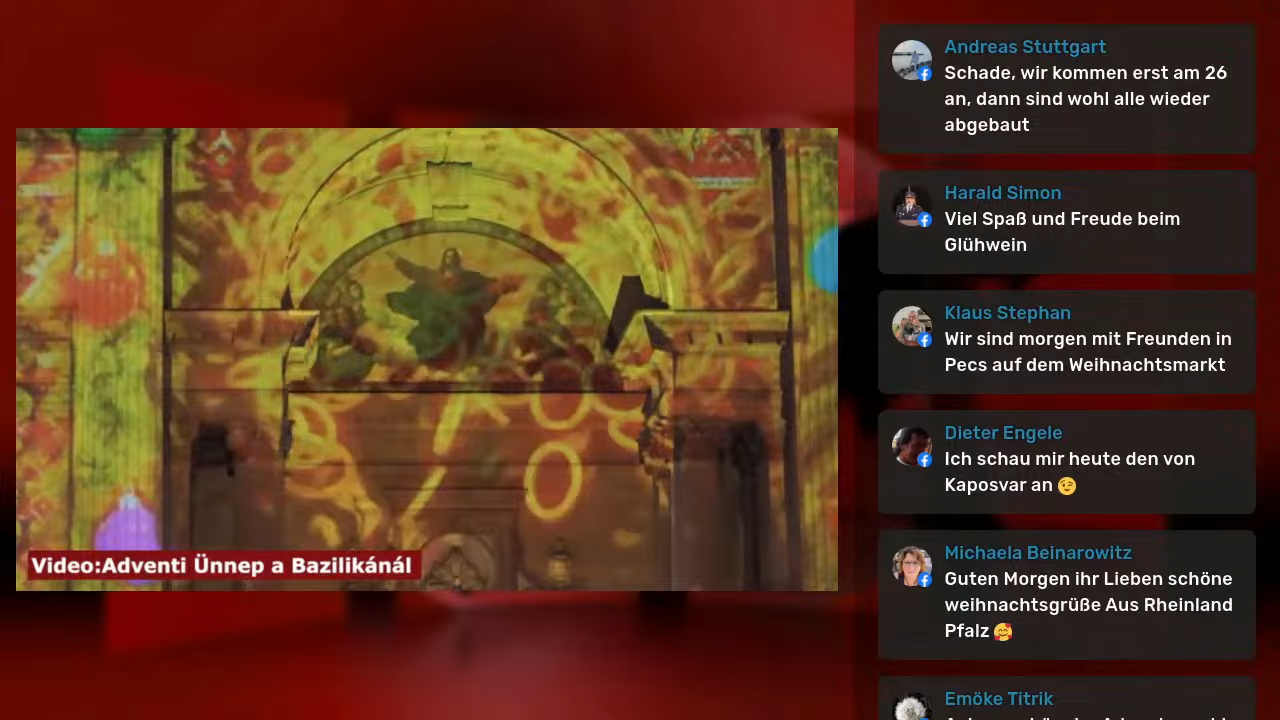 Video:Adventi Ünnep a Bazilikánál
Andreas Stuttgart
Schade, wir kommen erst am 26
an, dann sind wohl alle wieder
abgebaut
Harald Simon
Viel Spaß und Freude beim
Glühwein
Klaus Stephan
Wir sind morgen mit Freunden in
Pecs auf dem Weihnachtsmarkt
Dieter Engele
Ich schau mir heute den von
Kaposvar an 😉
Michaela Beinarowitz
Guten Morgen ihr Lieben schöne
weihnachtsgrüße Aus Rheinland
Pfalz 🥰
Emöke Titrik